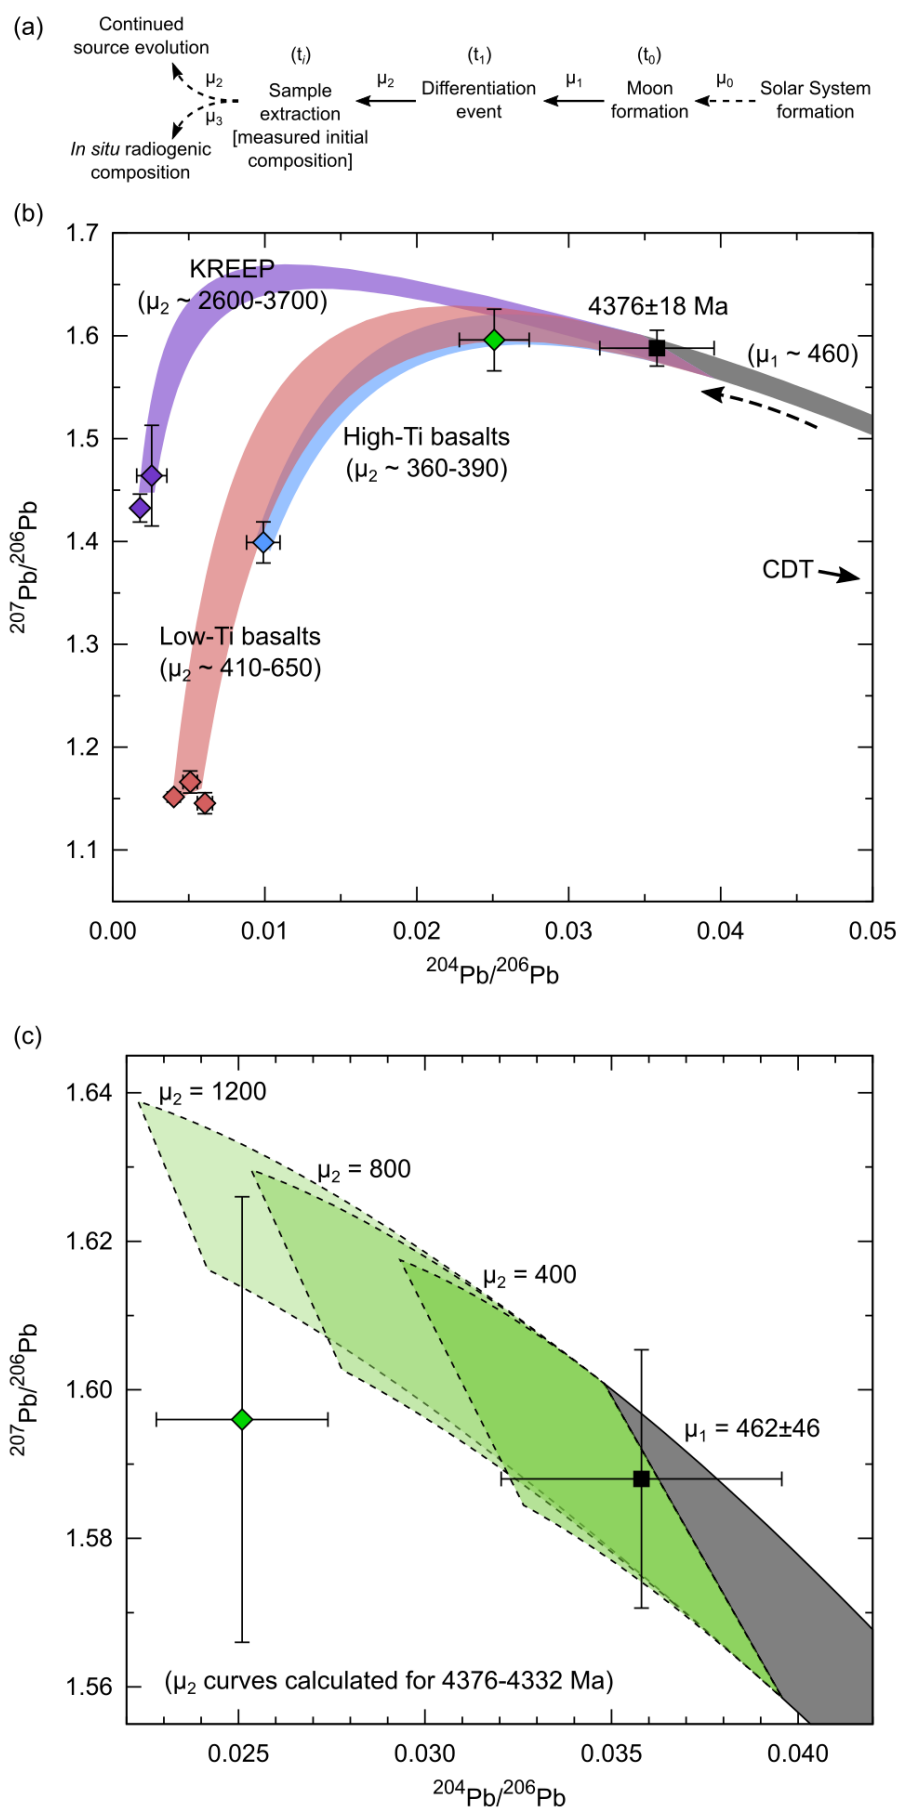 (a)
Continued
source evolution
μ2
μ3
In situ radiogenic
composition
(ti)
Sample
extraction
[measured initial
composition]
μ2
(t1)
Differentiation
event
μ1
(t0)
Moon
formation
μ0
Solar System
formation
(b)
1.7
1.6
1.5
1.4
1.3
1.2
1.1
207Pb/206Pb
KREEP
(μ2 ~ 2600-3700)
4376±18 Ma
(μ1 ~ 460)
High-Ti basalts
(μ2 ~ 360-390)
CDT
Low-Ti basalts
(μ2 ~ 410-650)
0.00 0.01 0.02 0.03 0.04 0.05
204Pb/206Pb
(c)
1.64
1.62
1.60
1.58
1.56
207Pb/206Pb
μ2 = 1200
μ2 = 800
μ2 = 400
μ1 = 462±46
(μ2 curves calculated for 4376-4332 Ma)
0.025 0.030 0.035 0.040
204Pb/206Pb